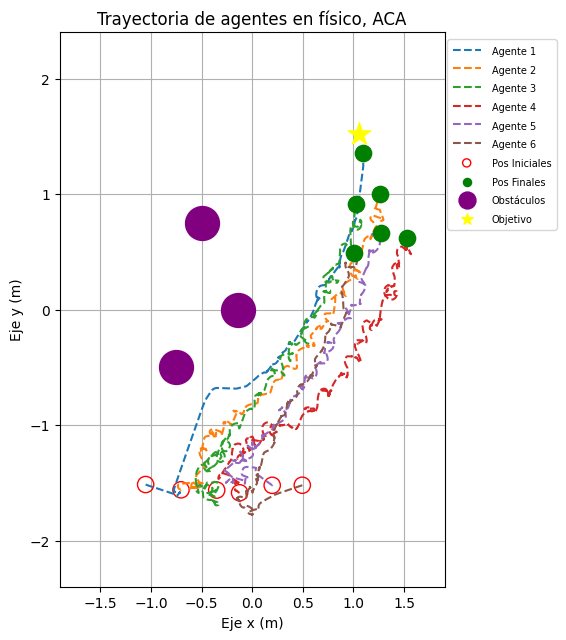 Trayectoria de agentes en físico, ACA
Eje y (m)
2
1
0
−1
−2
−1.5
−1.0
−0.5
0.0
0.5
1.0
1.5
Eje x (m)
Agente 1
Agente 2
Agente 3
Agente 4
Agente 5
Agente 6
Pos Iniciales
Pos Finales
Obstáculos
Objetivo